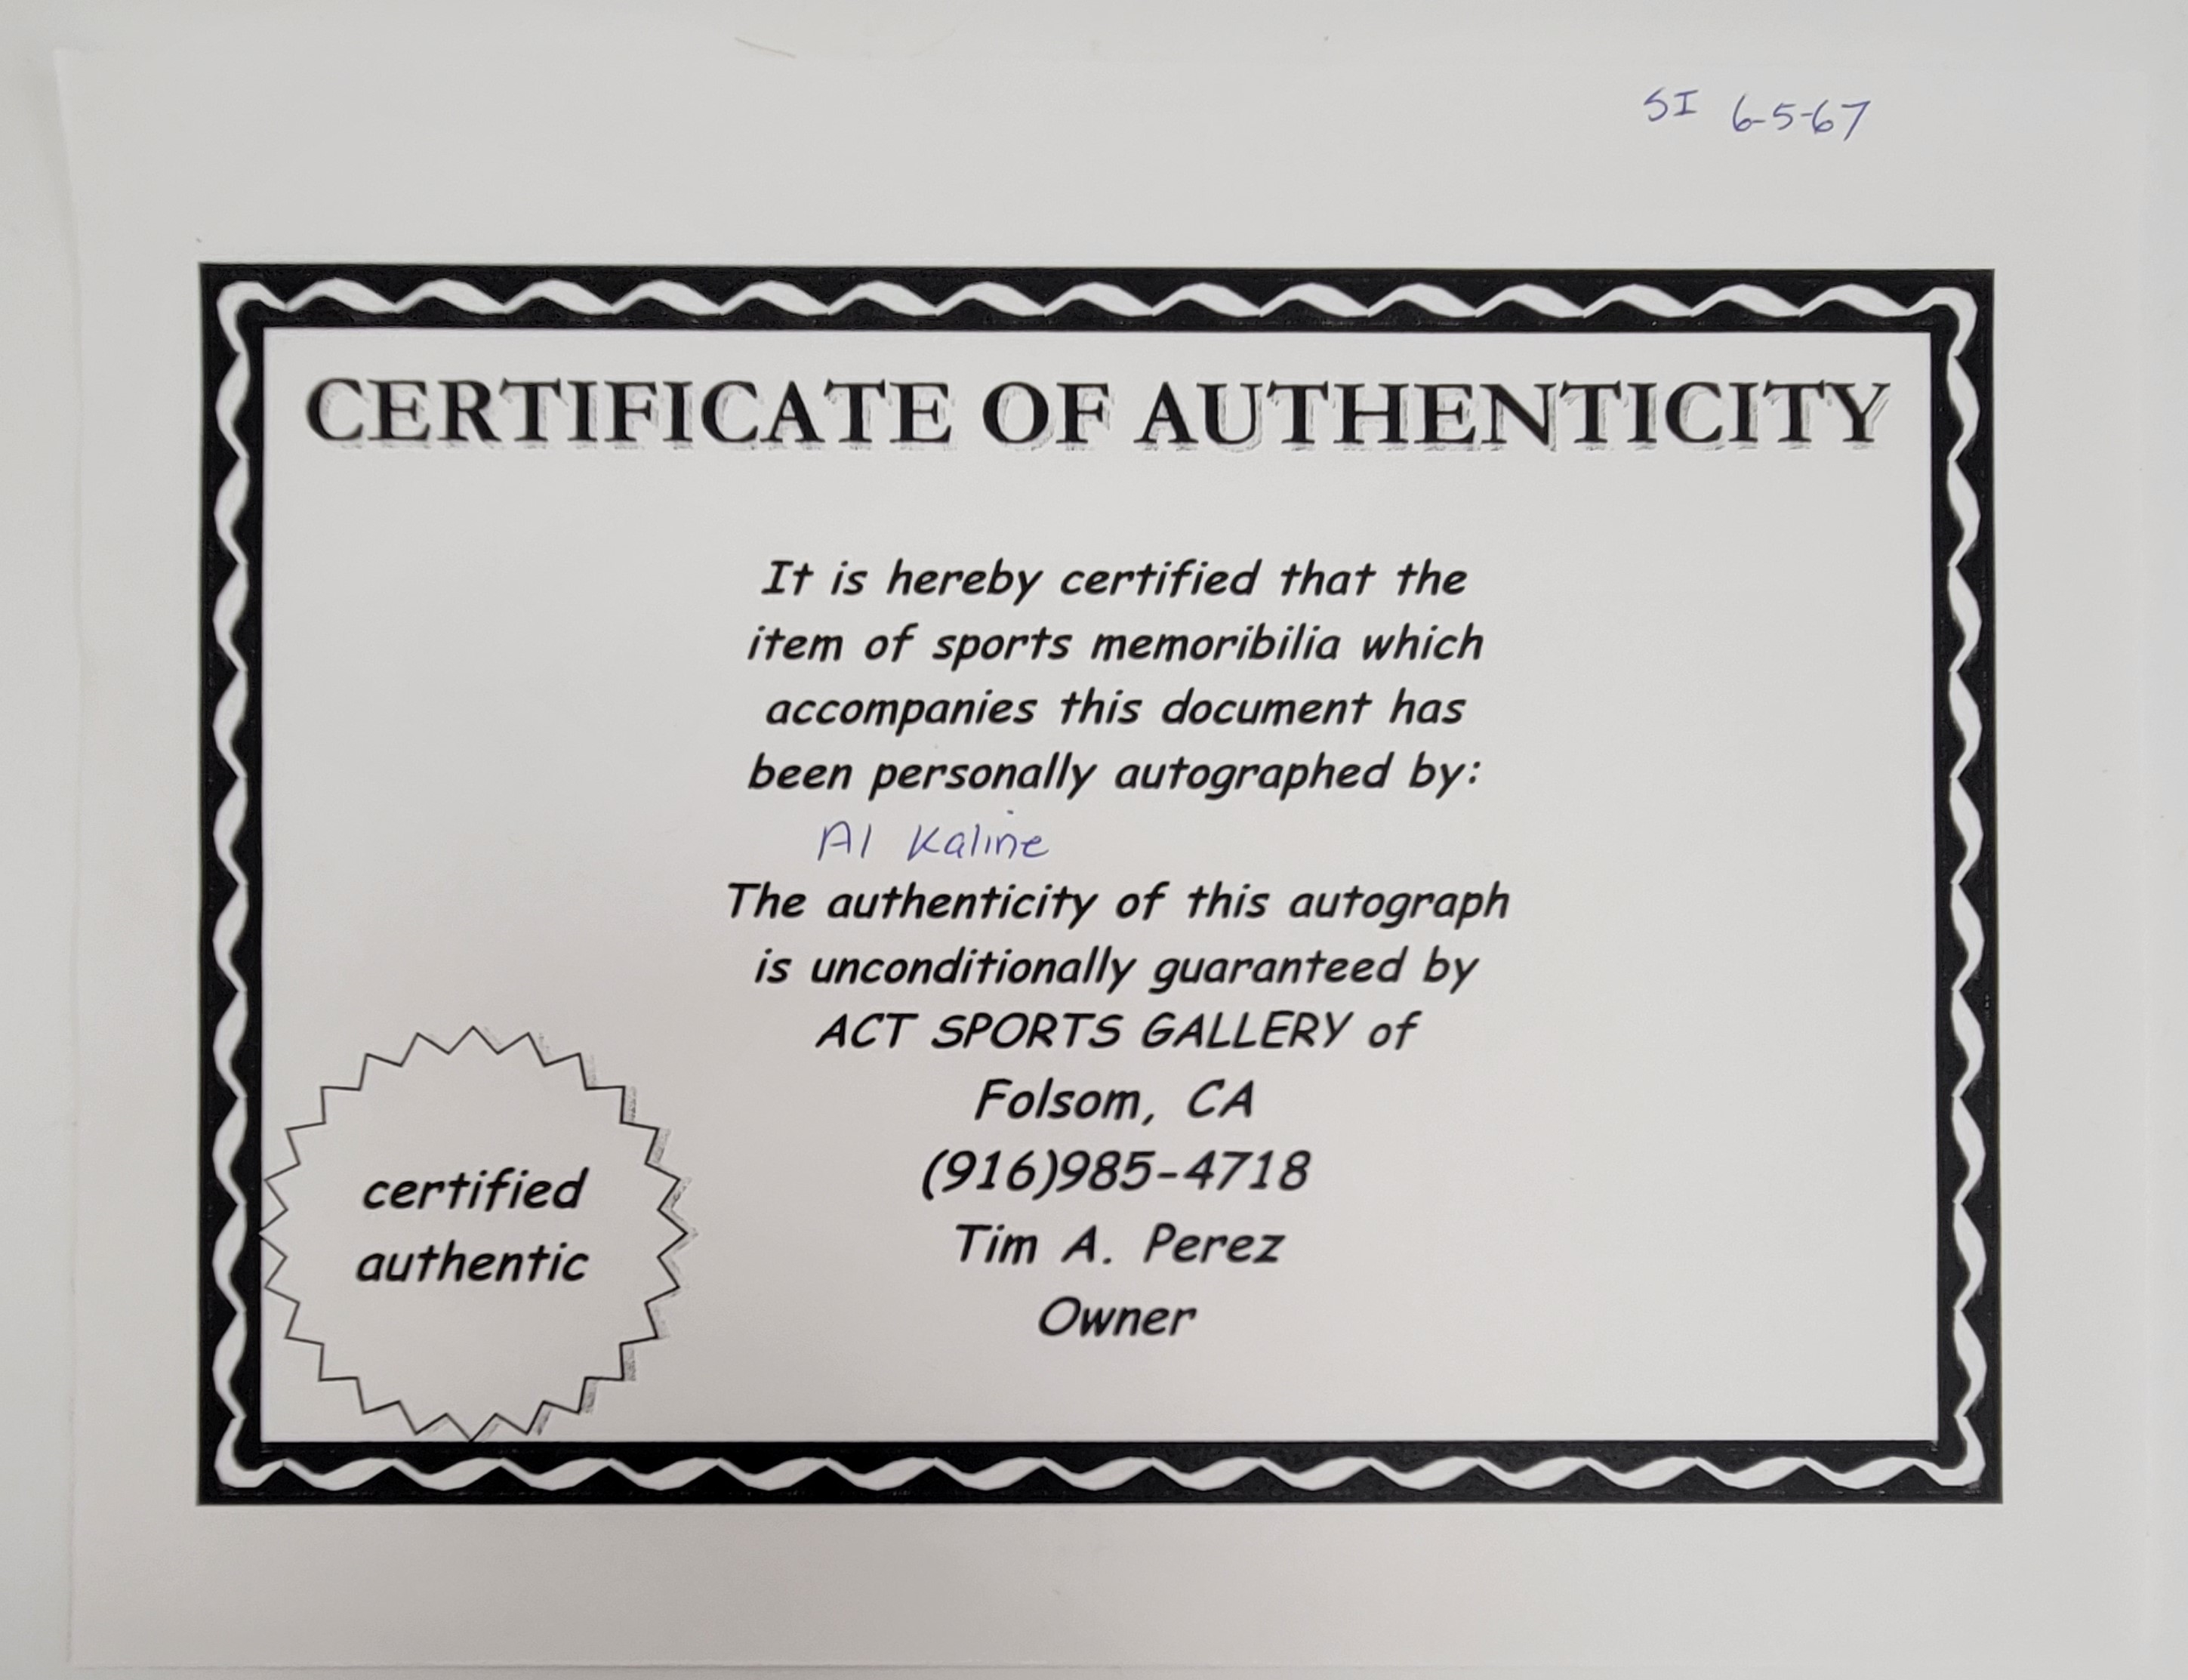 SI 6-5-67
CERTIFICATE OF AUTHENTICITY
It is hereby certified that the
item of sports memoribilia which
accompanies this document has
been personally autographed by:
Al Kaline
The authenticity of this autograph
is unconditionally guaranteed by
ACT SPORTS GALLERY of
Folsom, CA
(916)985-4718
Tim A. Perez
Owner
certified
authentic